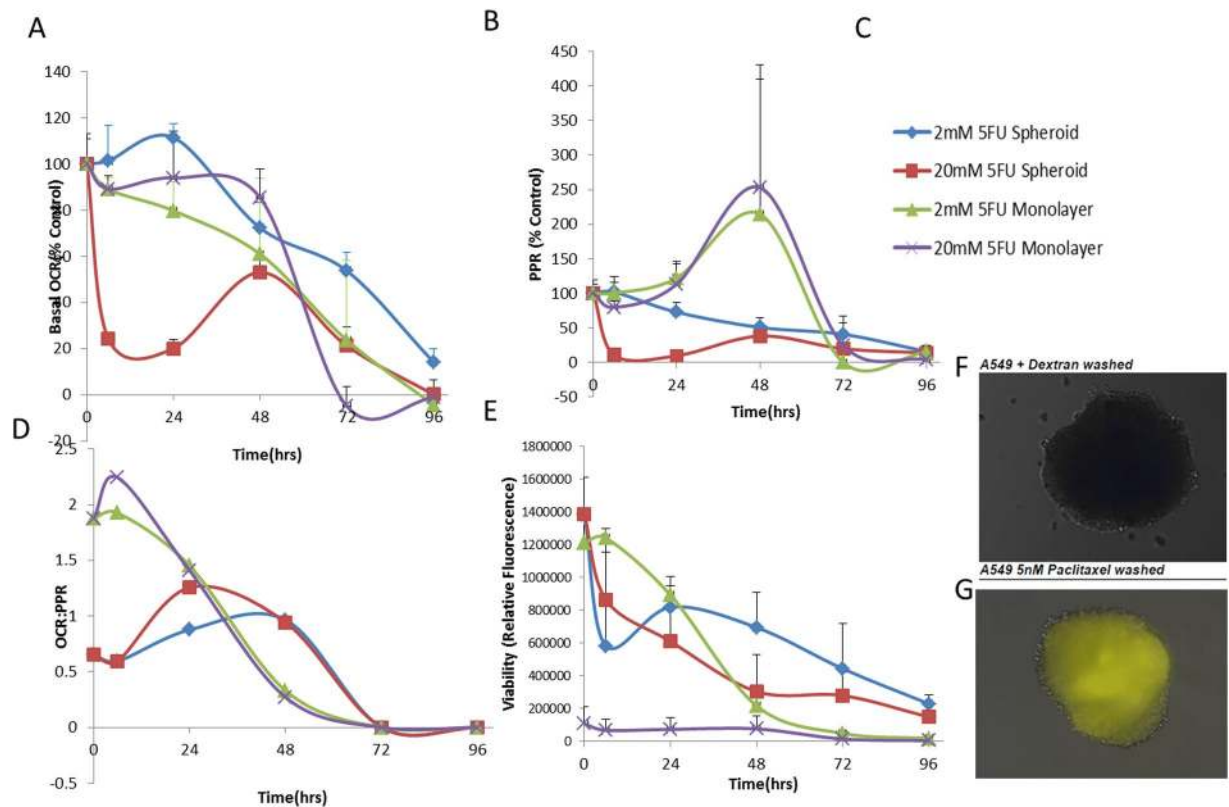 A
Basal OCR(% Control)
140
120
100
80
60
40
20
0
-20
0
24
48
72
96
Time(hrs)
B
PPR (% Control)
450
400
350
300
250
200
150
100
50
0
-50
0
24
48
72
96
Time(hrs)
C
2mM 5FU Spheroid
20mM 5FU Spheroid
2mM 5FU Monolayer
20mM 5FU Monolayer
D
OCR:PPR
2.5
2
1.5
1
0.5
0
-0.5
0
24
48
72
96
Time(hrs)
E
Viability (Relative Fluorescence)
1800000
1600000
1400000
1200000
1000000
800000
600000
400000
200000
0
0
24
48
72
96
Time(hrs)
F
A549 + Dextran washed
A549 5nM Paclitaxel washed
G